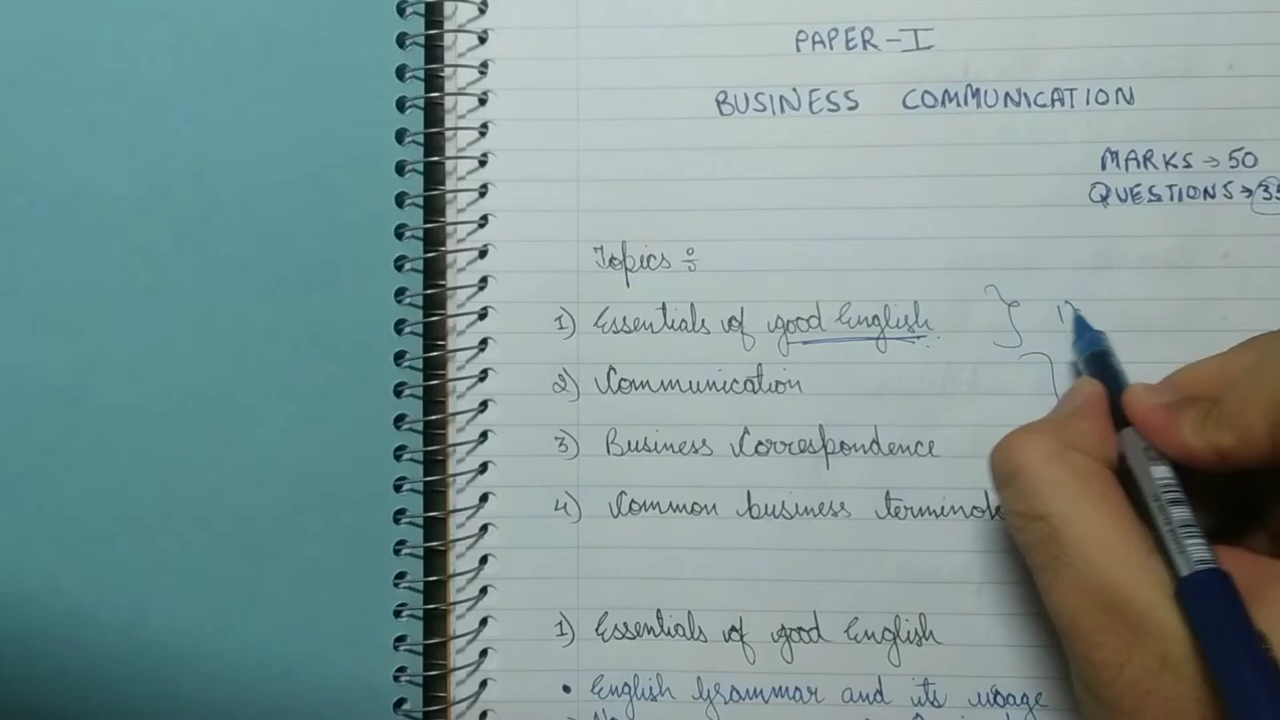 PAPER-I
BUSINESS COMMUNICATION
MARKS → 50
QUESTIONS → 35
Topics :
1) Essentials of good English
2) Communication
3) Business Correspondence
4) Common business
1) Essentials of good English
• English Grammar and its usage